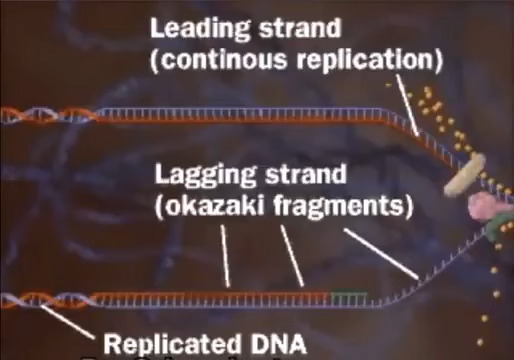 Leading strand
(continous replication)
Lagging strand
(okazaki fragments)
Replicated DNA